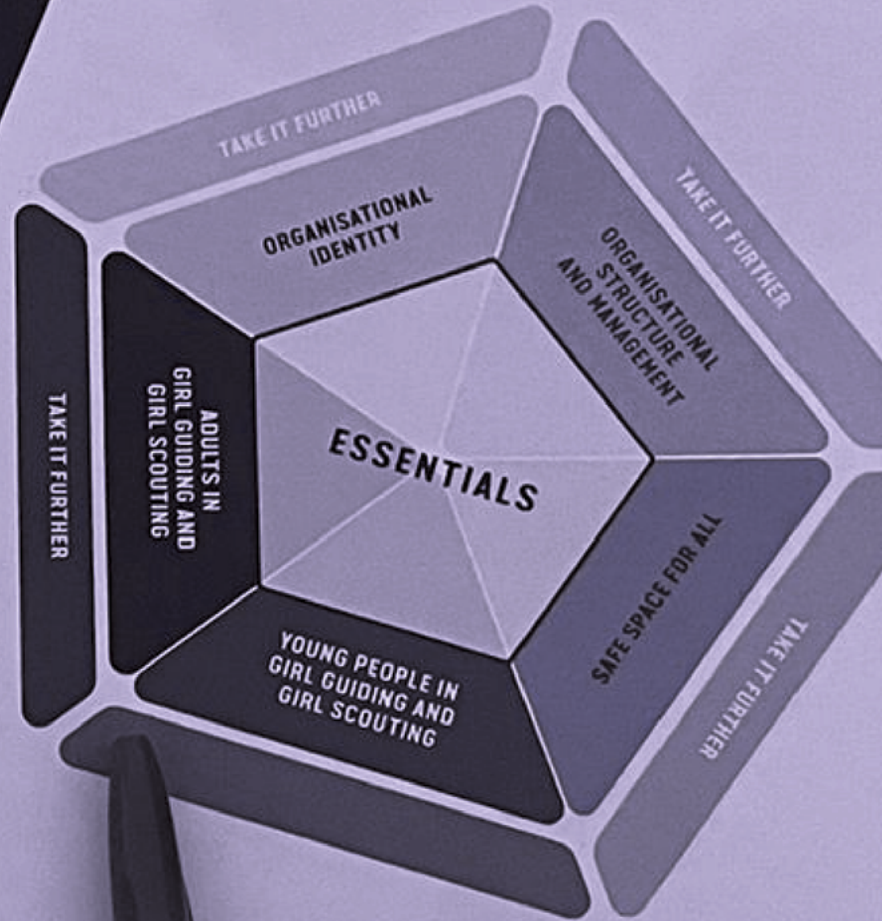 TAKE IT FURTHER
ORGANISATIONAL
IDENTITY
TAKE IT FURTHER
ORGANISATIONAL
STRUCTURE
AND MANAGEMENT
TAKE IT FURTHER
ADULTS IN
GIRL GUIDING AND
GIRL SCOUTING
ESSENTIALS
SAFE SPACE FOR ALL
TAKE IT FURTHER
YOUNG PEOPLE IN
GIRL GUIDING AND
GIRL SCOUTING